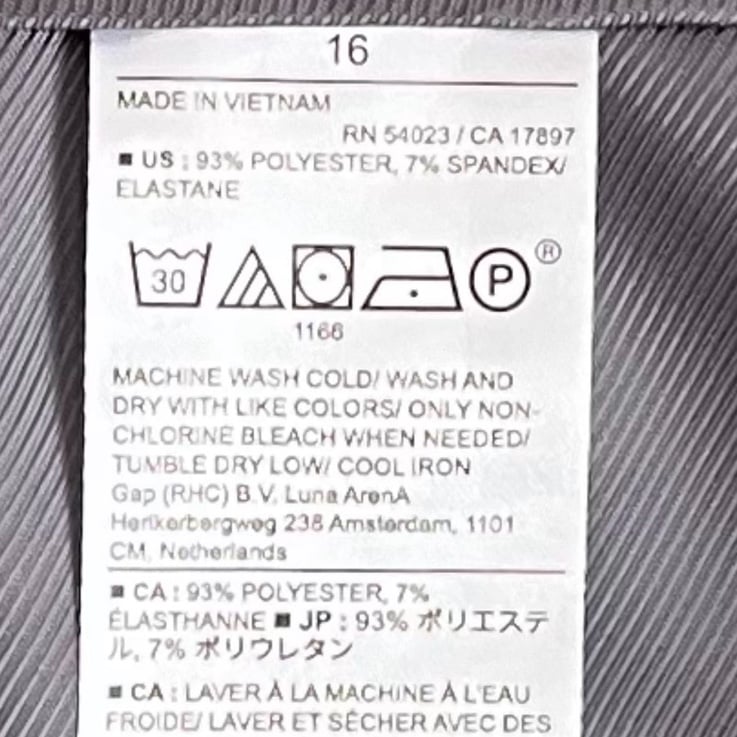 16
MADE IN VIETNAM
RN 54023 / CA 17897
■ US : 93% POLYESTER, 7% SPANDEX/
ELASTANE
30 P ®
1166
MACHINE WASH COLD/ WASH AND
DRY WITH LIKE COLORS/ ONLY NON-
CHLORINE BLEACH WHEN NEEDED/
TUMBLE DRY LOW/ COOL IRON
Gap (RHC) B.V. Luna ArenA
Herikerbergweg 238 Amsterdam, 1101
CM, Netherlands
■ CA : 93% POLYESTER, 7%
ÉLASTHANNE ■ JP : 93% ポリエステ
ル, 7% ポリウレタン
■ CA : LAVER À LA MACHINE À L'EAU
FROIDE/ LAVER ET SÉCHER AVEC DES